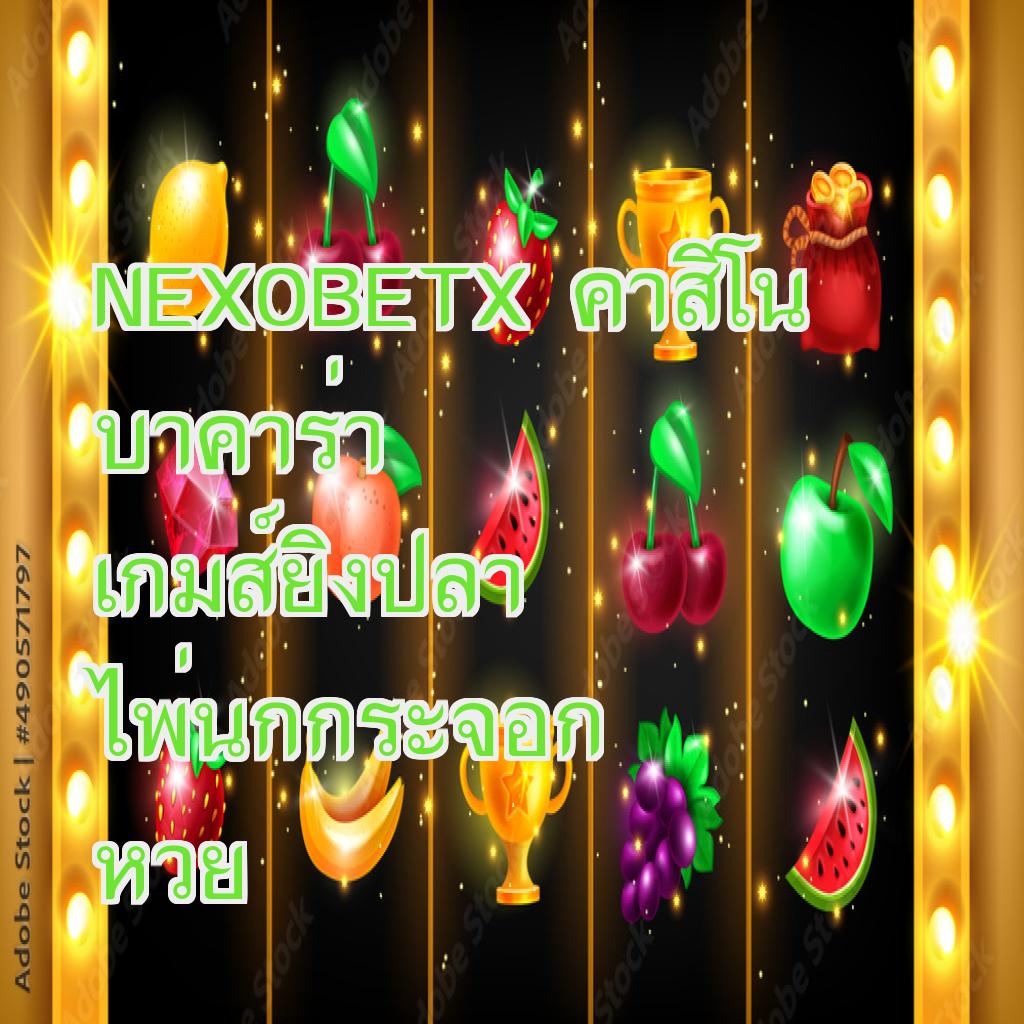 NEXOBETX คาสิโน
บาคาร่า
เกมส์ยิงปลา
ไพ่นกกระจอก
หวย
Adobe Stock | #490571797